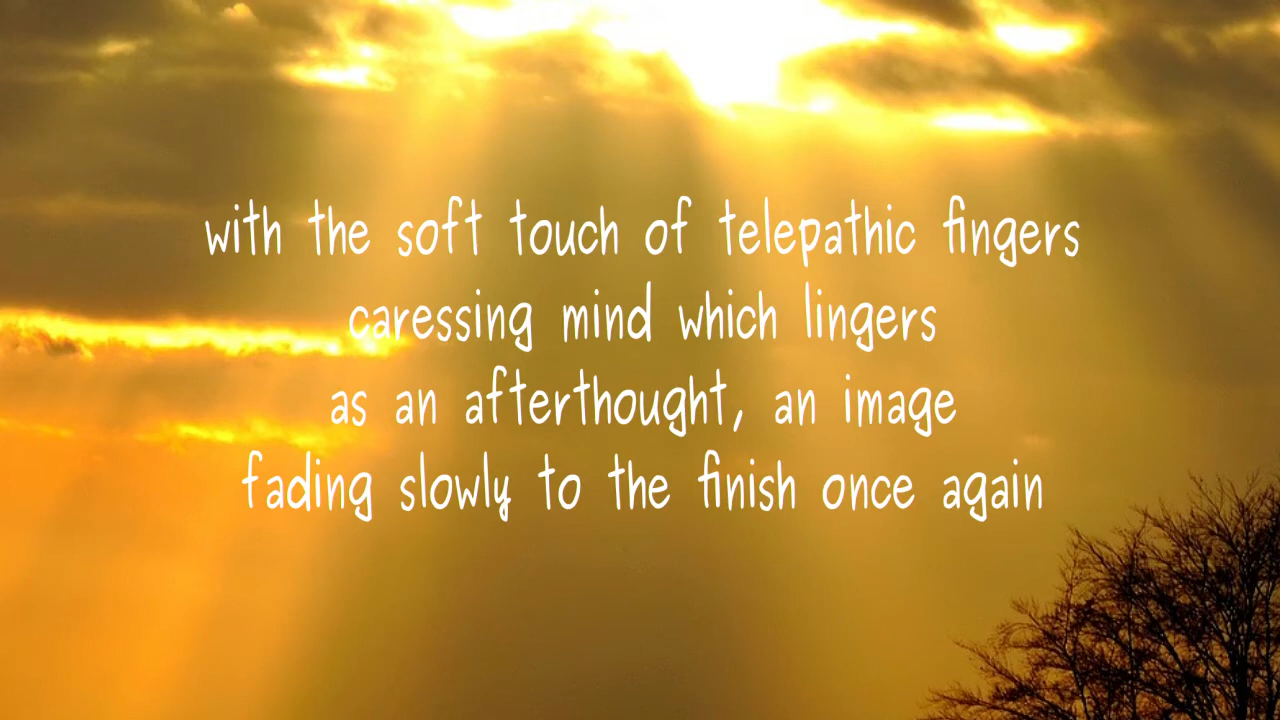 with the soft touch of telepathic fingers
caressing mind which lingers
as an afterthought, an image
fading slowly to the finish once again